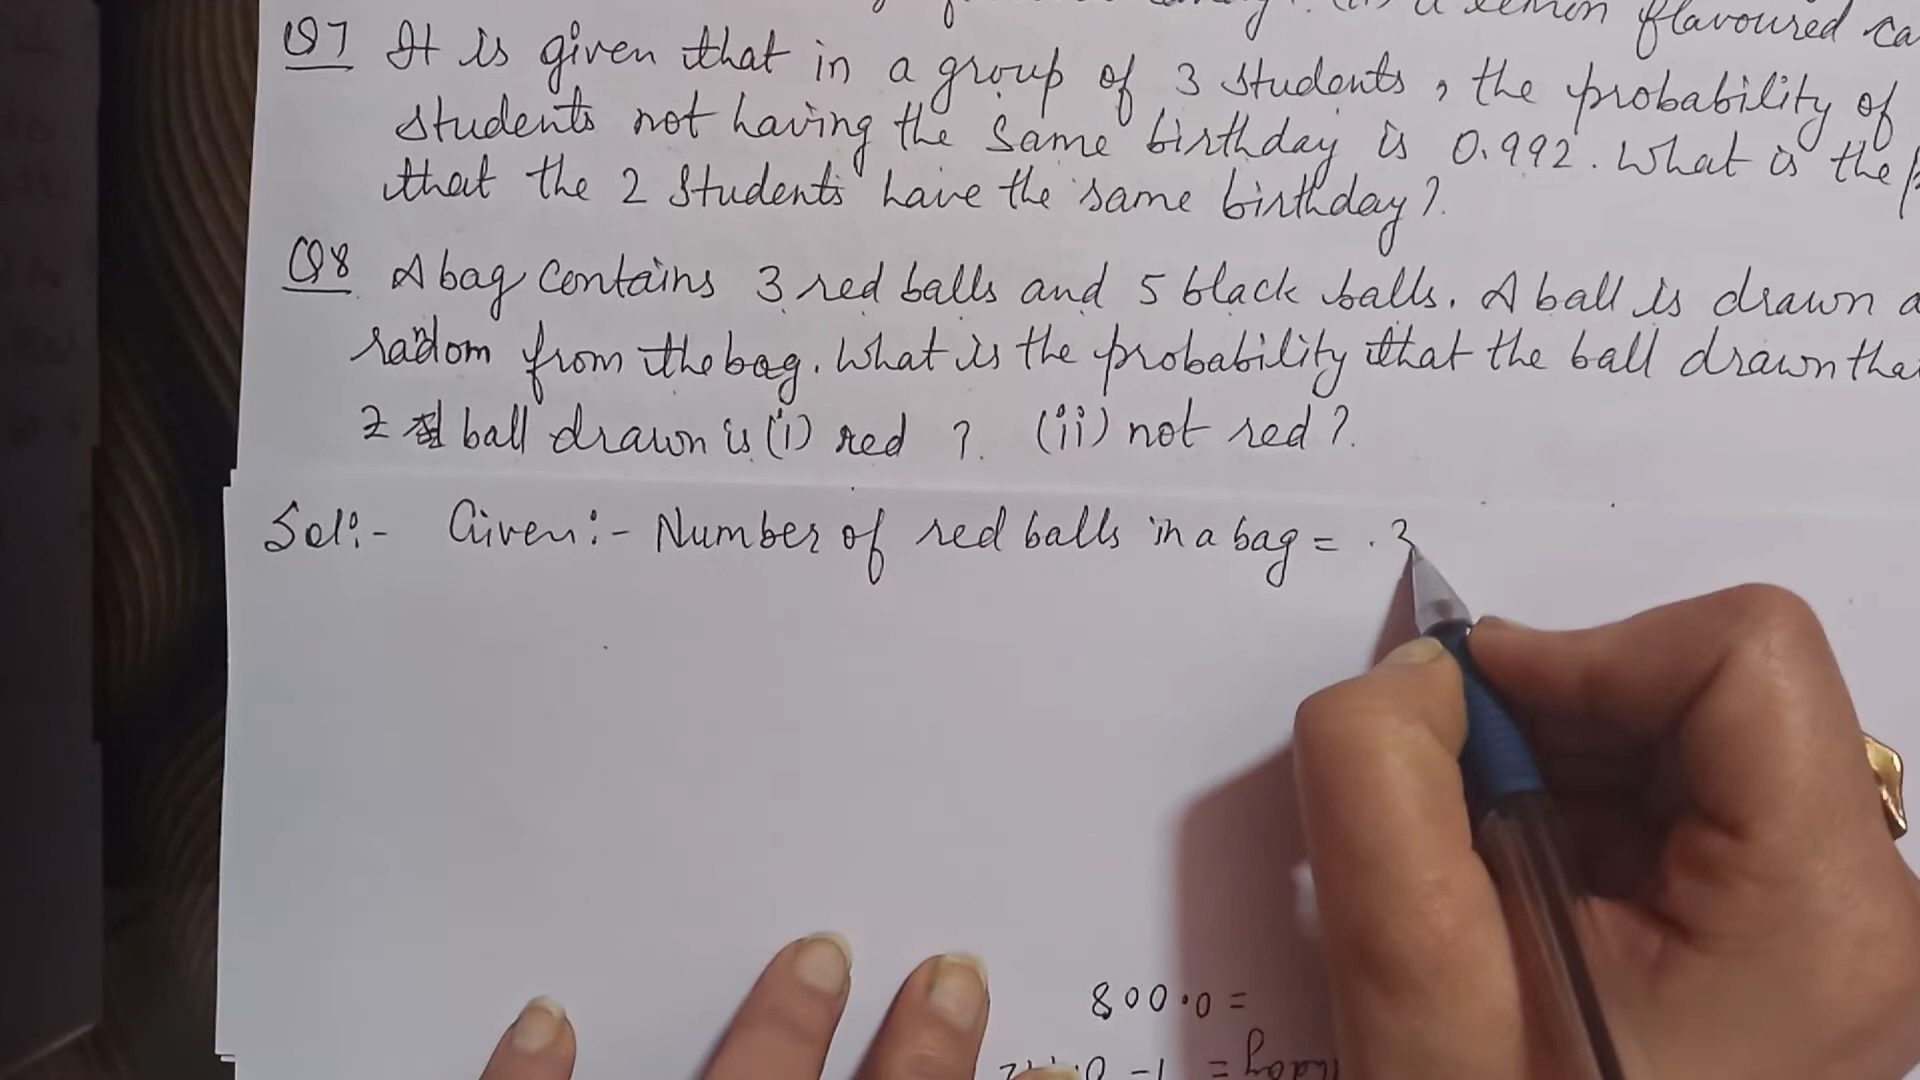 a lemon flavoured ca
Q7 It is given that in a group of 3 students, the probability of
students not having the same birthday is 0.992. What is the p
that the 2 Students have the same birthday?
Q8 A bag contains 3 red balls and 5 black balls. A ball is drawn a
random from the bag. What is the probability that the ball drawn tha
ball drawn is (i) red ? (ii) not red?
Sol:- Given:- Number of red balls in a bag = 3
= 0.008